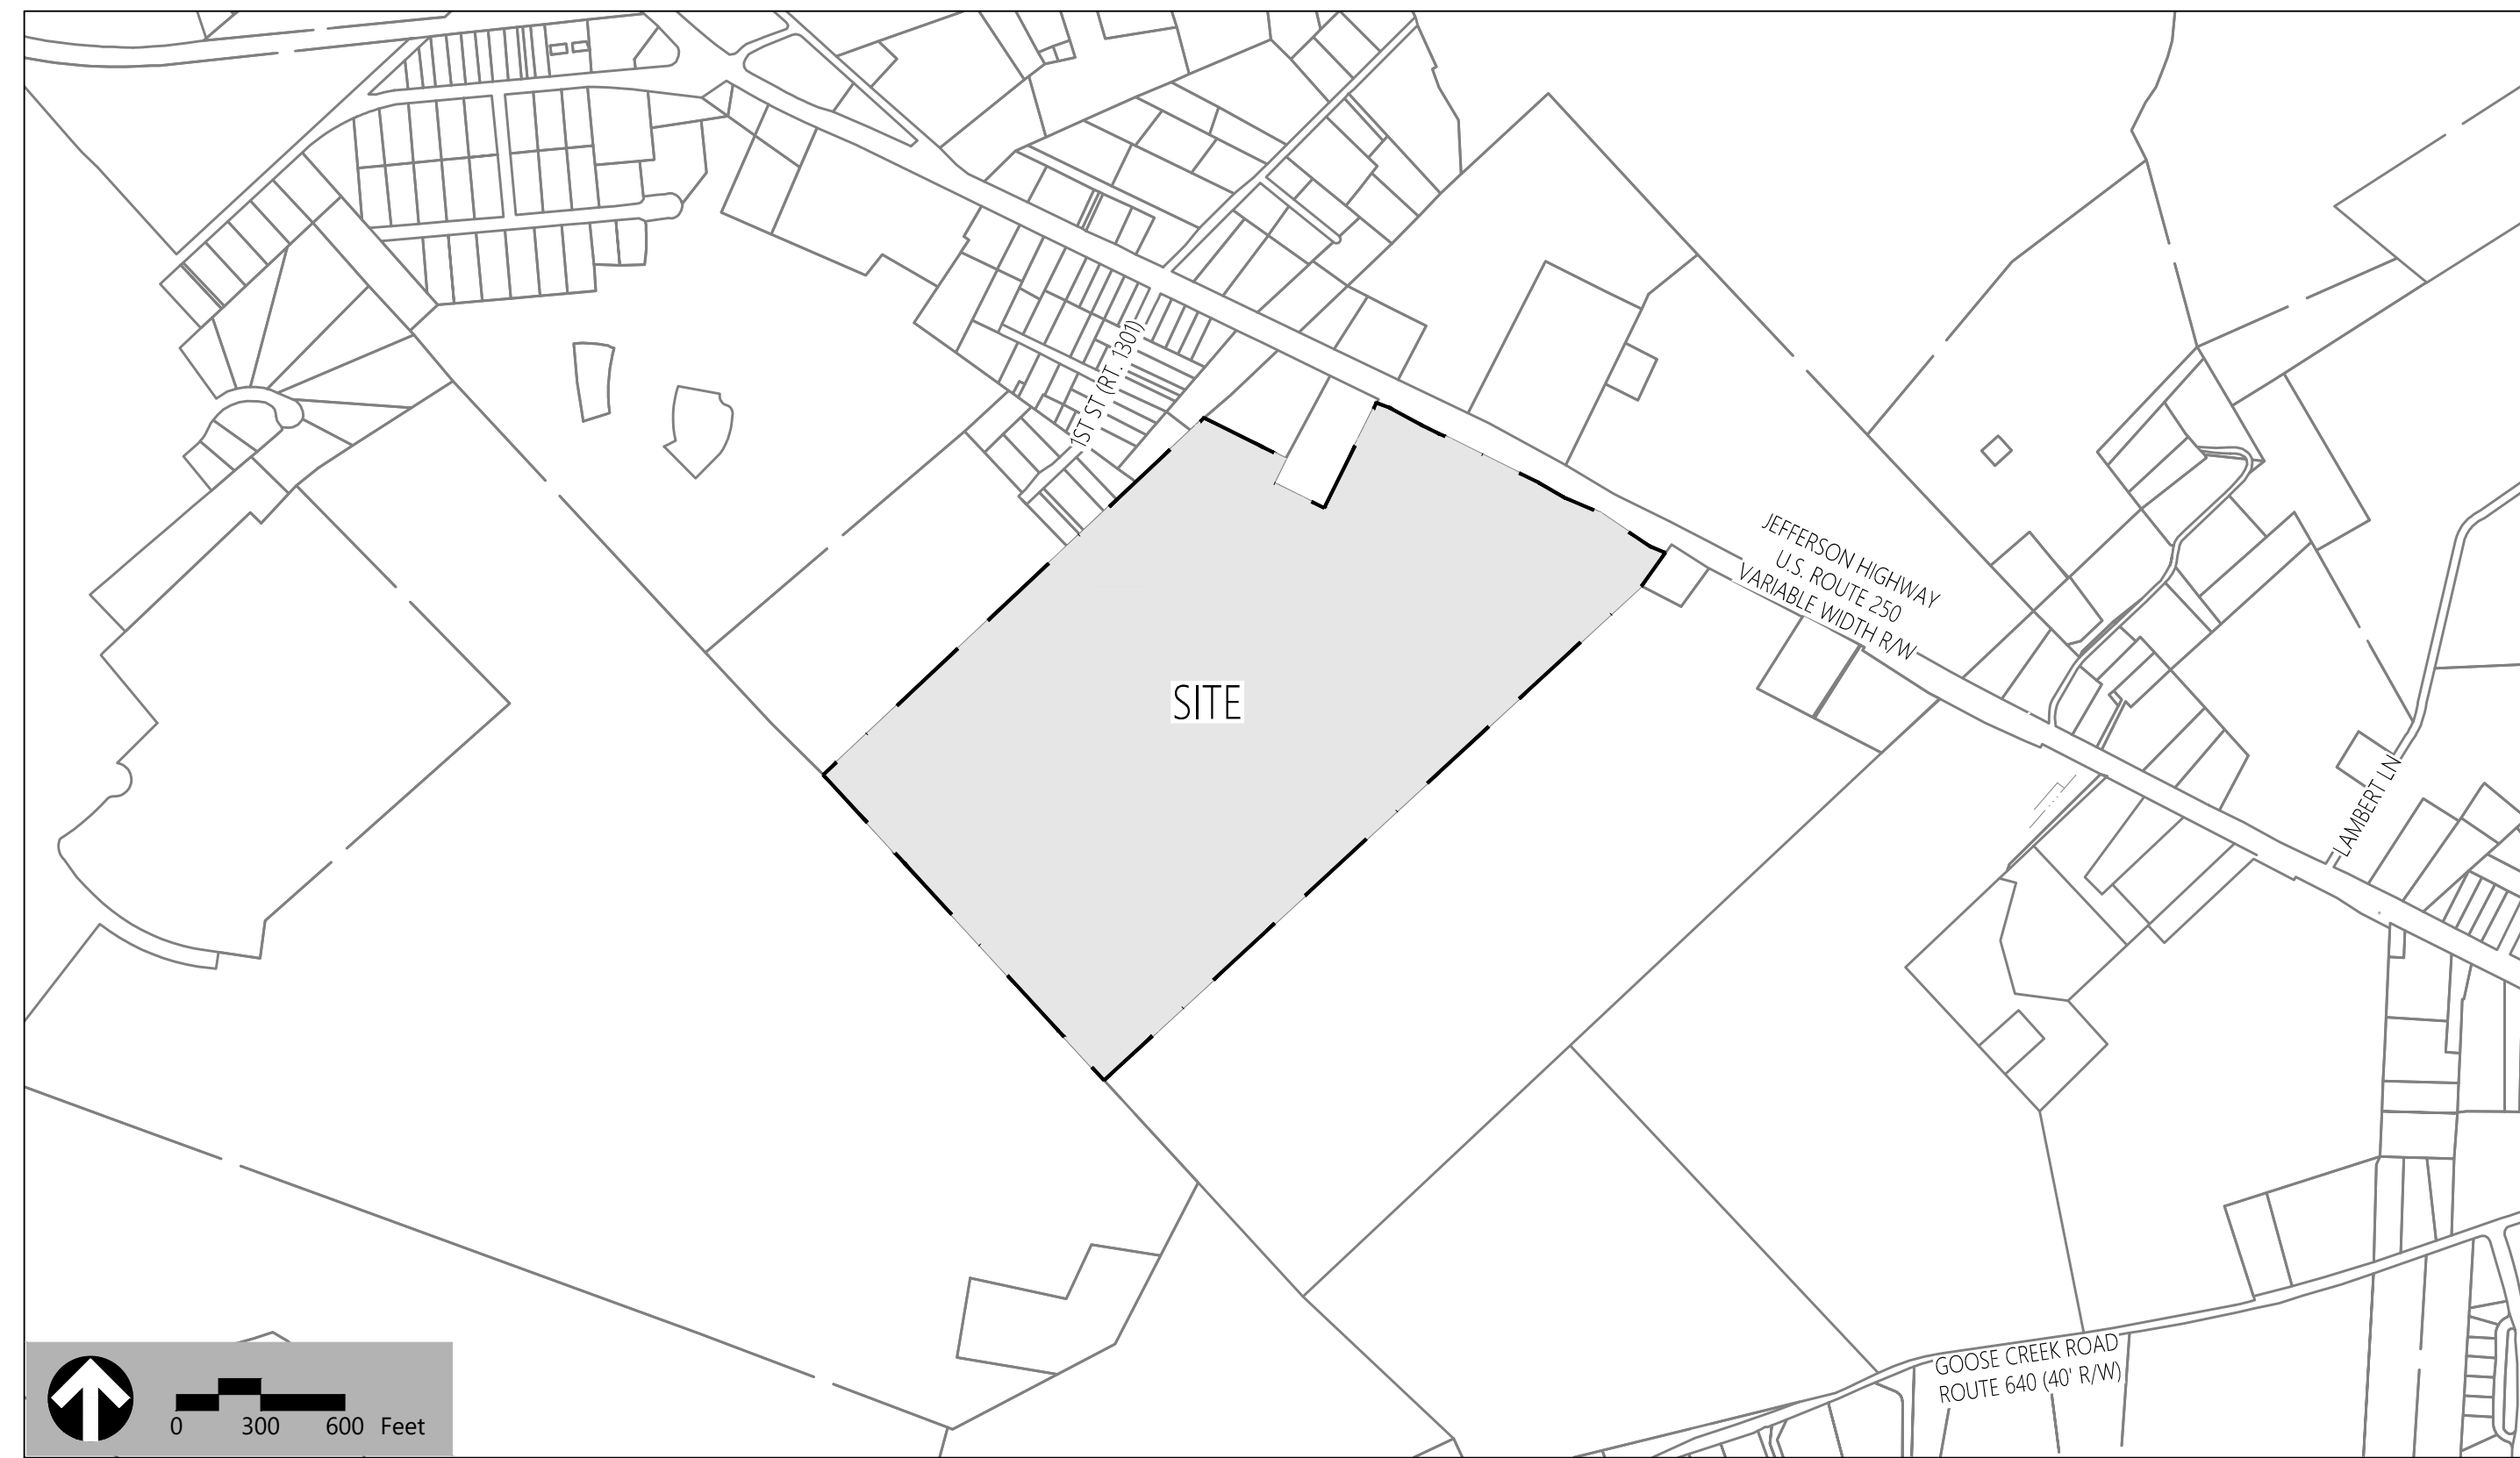 1ST ST (RT. 1301)
JEFFERSON HIGHWAY
U.S. ROUTE 250
VARIABLE WIDTH R/W
SITE
LAMBERT LN
GOOSE CREEK ROAD
ROUTE 640 (40' R/W)
0 300 600 Feet